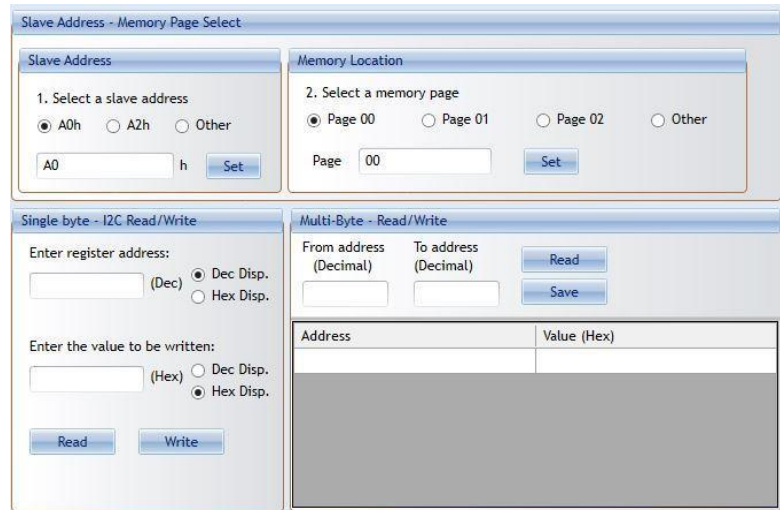 Slave Address - Memory Page Select
Slave Address
1. Select a slave address
A0h A2h Other
A0 h Set
Memory Location
2. Select a memory page
Page 00 Page 01 Page 02 Other
Page 00 Set
Single byte - I2C Read/Write
Enter register address:
(Dec) Dec Disp.
Hex Disp.
Enter the value to be written:
(Hex) Dec Disp.
Hex Disp.
Read Write
Multi-Byte - Read/Write
From address To address
(Decimal) (Decimal)
Read
Save
Address Value (Hex)